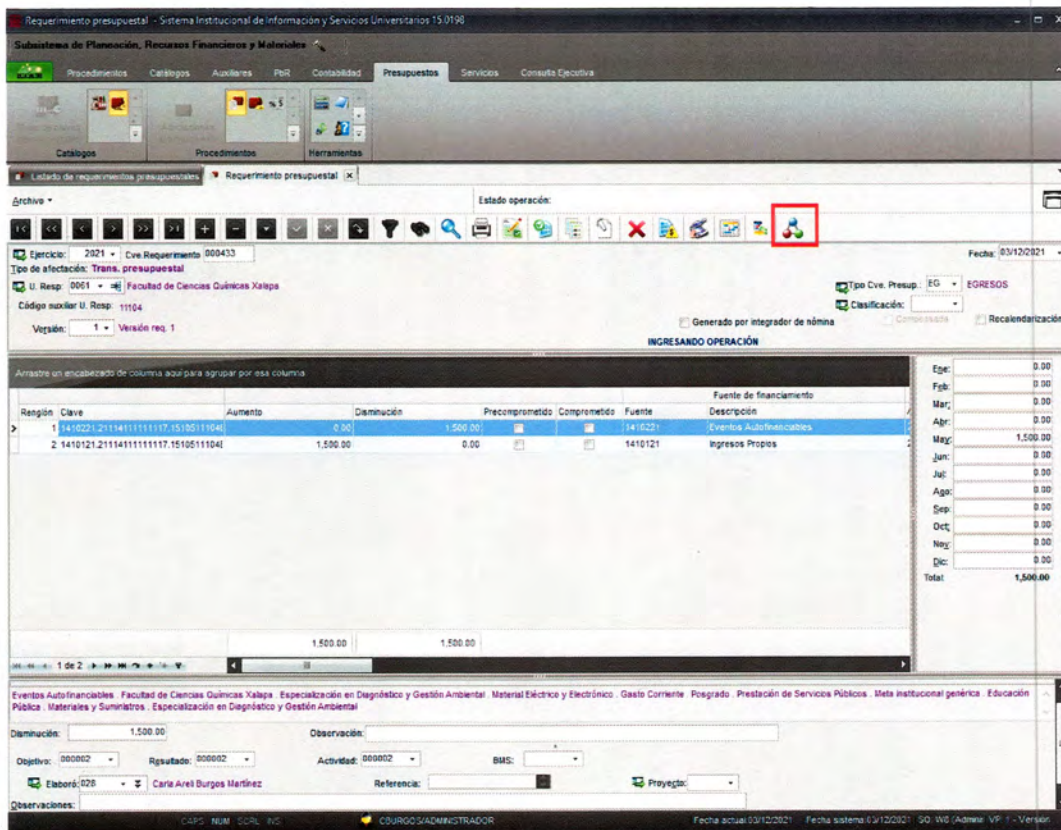 Requerimiento presupuestal - Sistema Institucional de Información y Servicios Universitarios 15.0198
Subsistema de Planeación, Recursos Financieros y Materiales
Procedimientos Catálogos Auxiliares PbR Contabilidad Presupuestos Servicios Consulta Ejecutiva
Catálogos Procedimientos Herramientas
Listado de requerimientos presupuestales Requerimiento presupuestal
Archivo Estado operación:
Ejercicio: 2021 Cve.Requerimiento 000433 Fecha: 03/12/2021
Tipo de afectación: Trans. presupuestal
U. Resp: 0061 Facultad de Ciencias Químicas Xalapa Tipo Cve. Presup.: EG EGRESOS
Código auxiliar U. Resp: 11104 Clasificación:
Versión: 1 Versión req. 1 Generado por integrador de nómina Compensada Recalendarización
INGRESANDO OPERACIÓN
Arrastre un encabezado de columna aquí para agrupar por esa columna
Fuente de financiamiento
Renglón Clave Aumento Disminución Precomprometido Comprometido Fuente Descripción
1 1410221.21114111111117.15105111104 0.00 1,500.00 1410221 Eventos Autofinanciables
2 1410121.21114111111117.15105111104 1,500.00 0.00 1410121 Ingresos Propios
1,500.00 1,500.00
1 de 2
Ene: 0.00
Feb: 0.00
Mar: 0.00
Abr: 0.00
May: 1,500.00
Jun: 0.00
Jul: 0.00
Ago: 0.00
Sep: 0.00
Oct: 0.00
Nov: 0.00
Dic: 0.00
Total: 1,500.00
Eventos Autofinanciables . Facultad de Ciencias Químicas Xalapa . Especialización en Diagnóstico y Gestión Ambiental . Material Eléctrico y Electrónico . Gasto Corriente . Posgrado . Prestación de Servicios Públicos . Meta institucional genérica . Educación
Pública . Materiales y Suministros . Especialización en Diagnóstico y Gestión Ambiental
Disminución: 1,500.00 Observación:
Objetivo: 000002 Resultado: 000002 Actividad: 000002 BMS:
Elaboró: 028 Carla Areli Burgos Martínez Referencia: Proyecto:
Observaciones:
CAPS NUM SCRL INS CBURGOS/ADMINISTRADOR Fecha actual:03/12/2021 Fecha sistema:03/12/2021